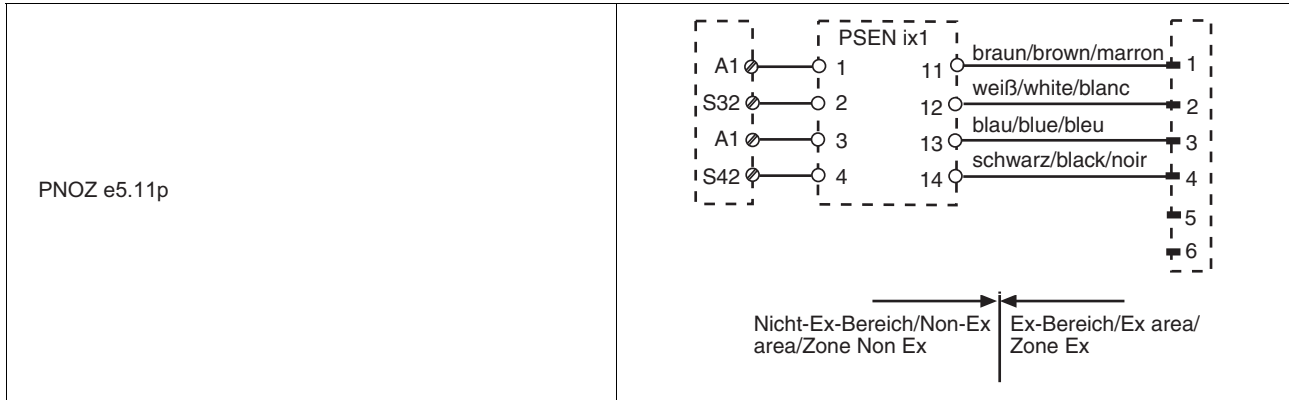 PNOZ e5.11p
PSEN ix1
A1 1 11 braun/brown/marron 1
S32 2 12 weiß/white/blanc 2
A1 3 13 blau/blue/bleu 3
S42 4 14 schwarz/black/noir 4
5
6
Nicht-Ex-Bereich/Non-Ex
area/Zone Non Ex
Ex-Bereich/Ex area/
Zone Ex